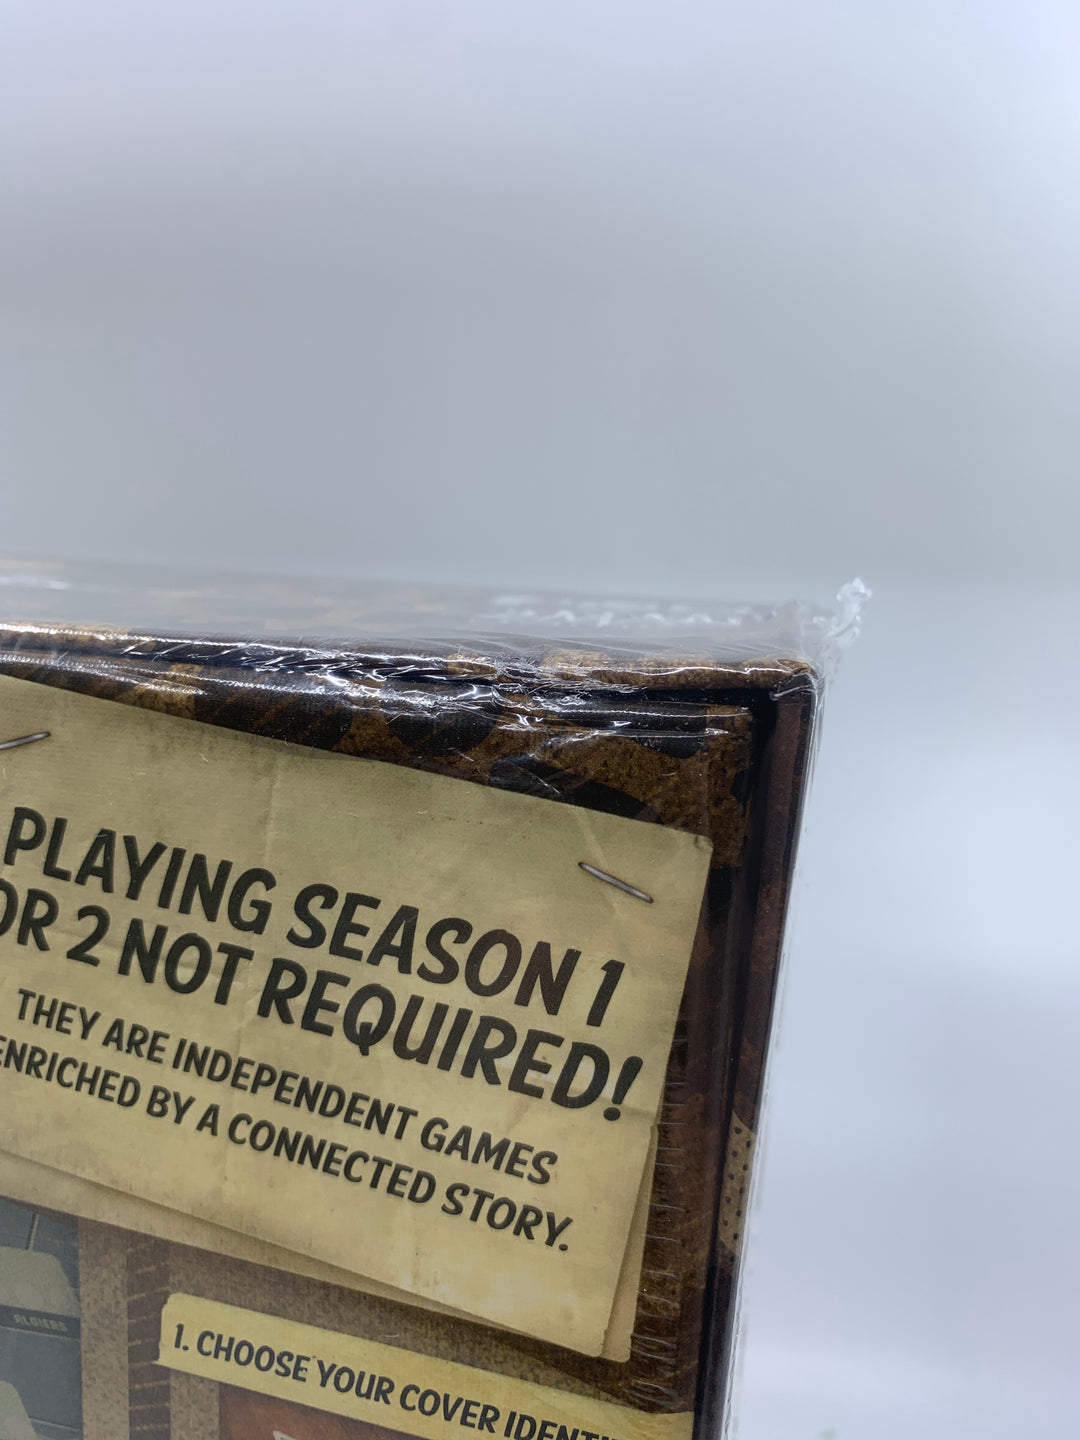 PLAYING SEASON 1
OR 2 NOT REQUIRED!
THEY ARE INDEPENDENT GAMES
ENRICHED BY A CONNECTED STORY.
ALGIERS
1. CHOOSE YOUR COVER